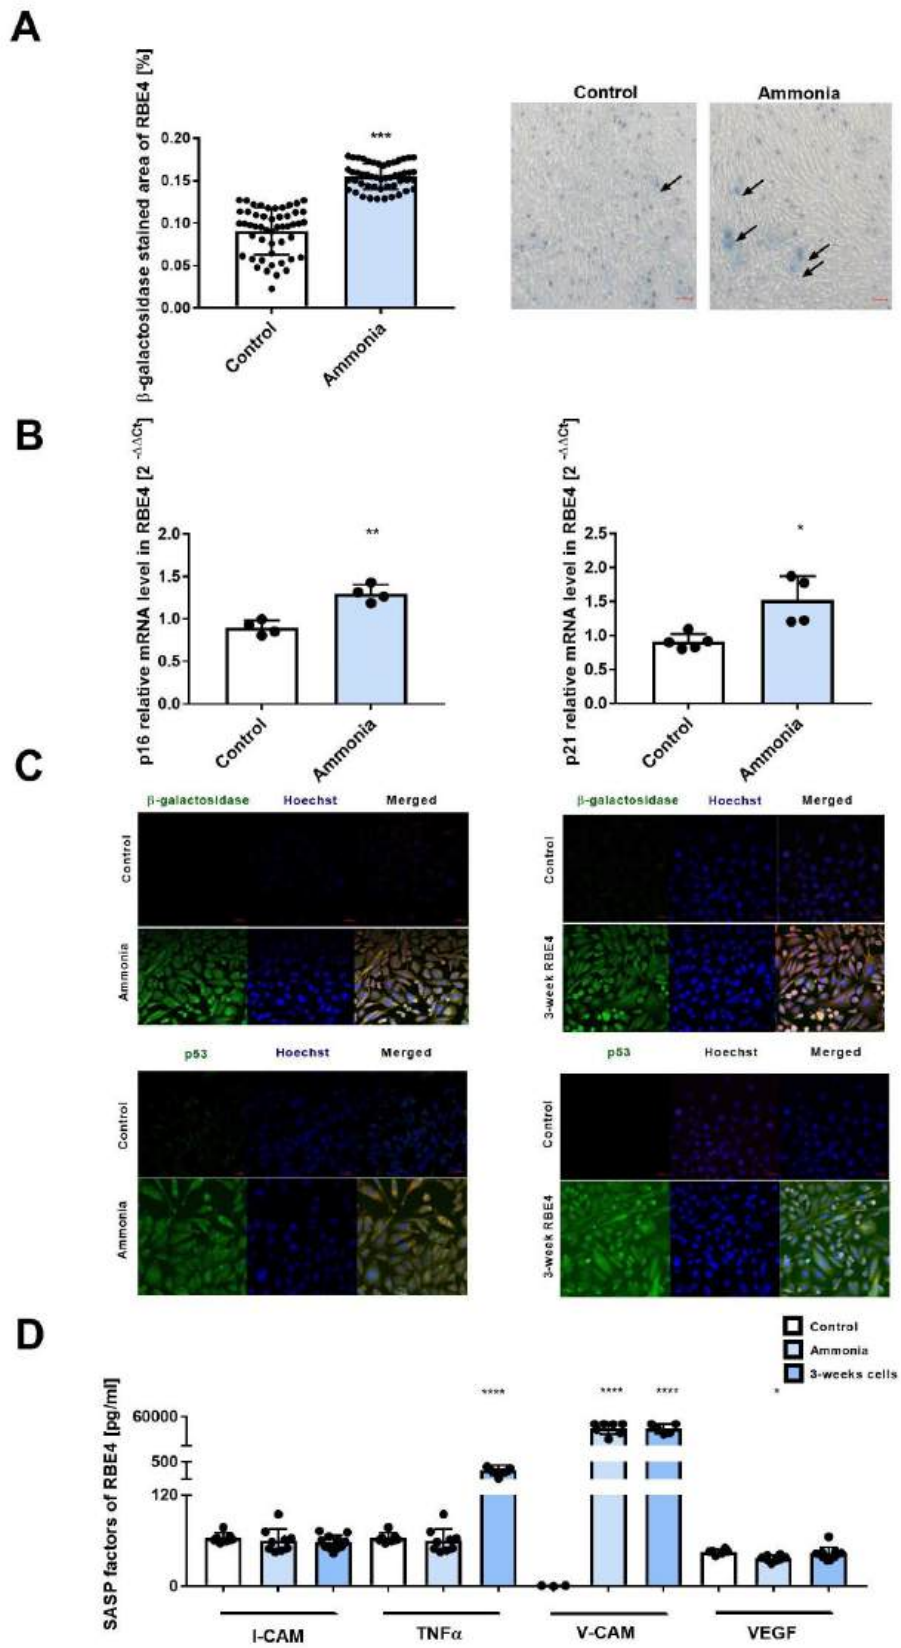 A
β-galactosidase stained area of RBE4 [%]
0.20
0.15
0.10
0.05
0.00
***
Control
Ammonia
Control
Ammonia
B
p16 relative mRNA level in RBE4 [2 -ΔΔCt]
2.0
1.5
1.0
0.5
0.0
**
Control
Ammonia
p21 relative mRNA level in RBE4 [2 -ΔΔCt]
2.5
2.0
1.5
1.0
0.5
0.0
*
Control
Ammonia
C
β-galactosidase Hoechst Merged
Control
Ammonia
β-galactosidase Hoechst Merged
Control
3-week RBE4
p53 Hoechst Merged
Control
Ammonia
p53 Hoechst Merged
Control
3-week RBE4
D
Control
Ammonia
3-weeks cells
SASP factors of RBE4 [pg/ml]
60000
500
120
0
**** **** **** *
I-CAM TNFα V-CAM VEGF